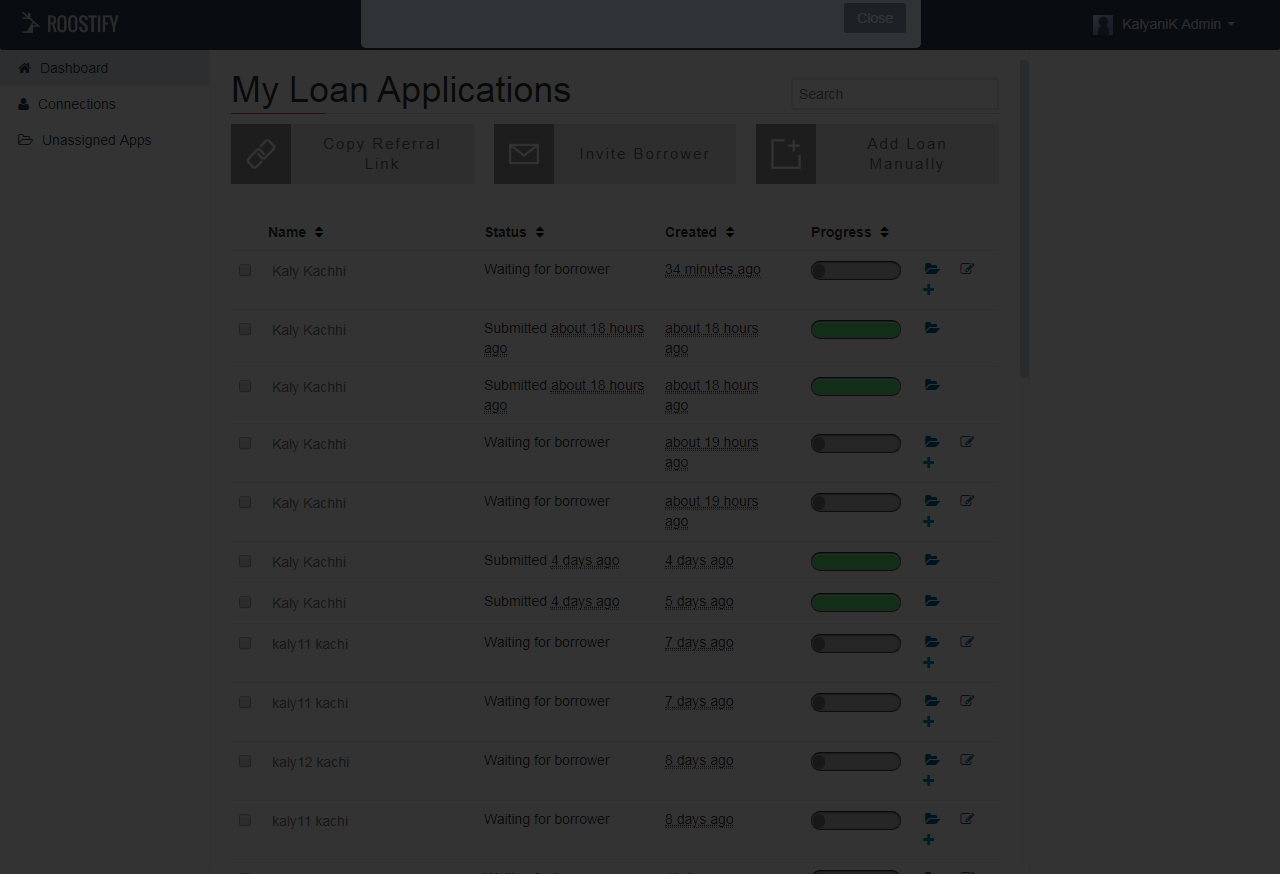 ROOSTIFY
Close
KalyaniK Admin
Dashboard
Connections
Unassigned Apps
My Loan Applications
Search
Copy Referral
Link
Invite Borrower
Add Loan
Manually
Name Status Created Progress
Kaly Kachhi Waiting for borrower 34 minutes ago
Kaly Kachhi Submitted about 18 hours about 18 hours
ago ago
Kaly Kachhi Submitted about 18 hours about 18 hours
ago ago
Kaly Kachhi Waiting for borrower about 19 hours
ago
Kaly Kachhi Waiting for borrower about 19 hours
ago
Kaly Kachhi Submitted 4 days ago 4 days ago
Kaly Kachhi Submitted 4 days ago 5 days ago
kaly11 kachi Waiting for borrower 7 days ago
kaly11 kachi Waiting for borrower 7 days ago
kaly12 kachi Waiting for borrower 8 days ago
kaly11 kachi Waiting for borrower 8 days ago